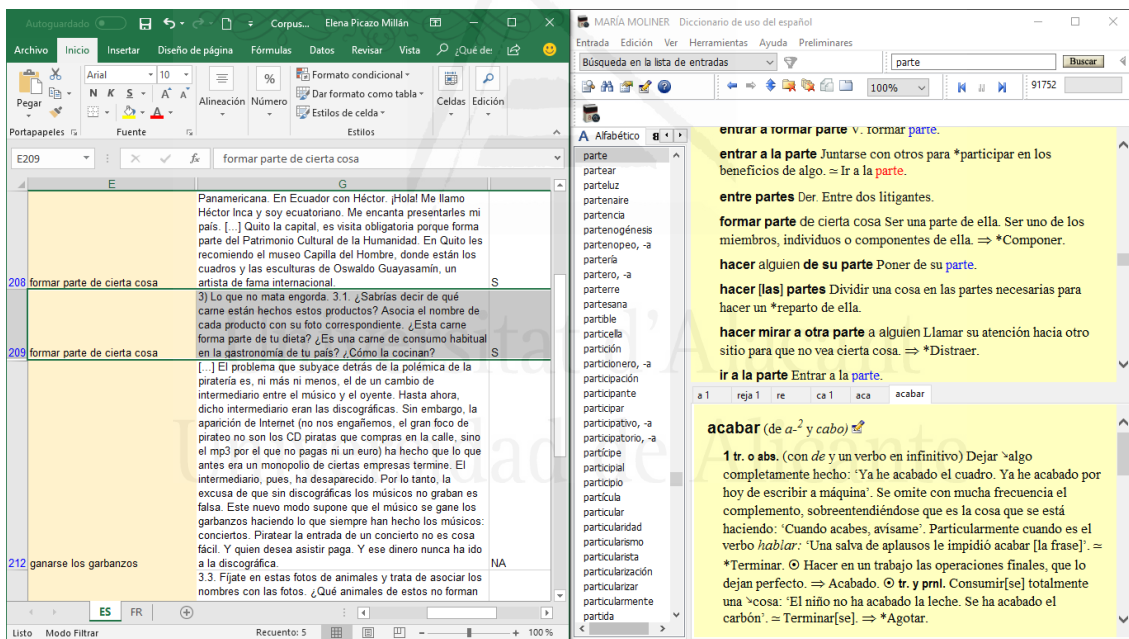 Autoguardado
Corpus... Elena Picazo Millán
Archivo Inicio Insertar Diseño de página Fórmulas Datos Revisar Vista ¿Qué de:
Pegar
Portapapeles
Arial 10
N K S A A
A
Fuente
Alineación
%
Número
Formato condicional
Dar formato como tabla
Estilos de celda
Estilos
Celdas
Edición
E209 fx formar parte de cierta cosa
E G
Panamericana. En Ecuador con Héctor. ¡Hola! Me llamo
Héctor Inca y soy ecuatoriano. Me encanta presentarles mi
país. […] Quito la capital, es visita obligatoria porque forma
parte del Patrimonio Cultural de la Humanidad. En Quito les
recomiendo el museo Capilla del Hombre, donde están los
cuadros y las esculturas de Oswaldo Guayasamín, un
208 formar parte de cierta cosa artista de fama internacional. S
3) Lo que no mata engorda. 3.1. ¿Sabrías decir de qué
carne están hechos estos productos? Asocia el nombre de
cada producto con su foto correspondiente. ¿Esta carne
forma parte de tu dieta? ¿Es una carne de consumo habitual
209 formar parte de cierta cosa en la gastronomía de tu país? ¿Cómo la cocinan? S
[…] El problema que subyace detrás de la polémica de la
piratería es, ni más ni menos, el de un cambio de
intermediario entre el músico y el oyente. Hasta ahora,
dicho intermediario eran las discográficas. Sin embargo, la
aparición de Internet (no nos engañemos, el gran foco de
pirateo no son los CD piratas que compras en la calle, sino
el mp3 por el que no pagas ni un euro) ha hecho que lo que
antes era un monopolio de ciertas empresas termine. El
intermediario, pues, ha desaparecido. Por lo tanto, la
excusa de que sin discográficas los músicos no graban es
falsa. Este nuevo modo supone que el músico se gane los
garbanzos haciendo lo que siempre han hecho los músicos:
conciertos. Piratear la entrada de un concierto no es cosa
fácil. Y quien desea asistir paga. Y ese dinero nunca ha ido
212 ganarse los garbanzos a la discográfica. NA
3.3. Fíjate en estas fotos de animales y trata de asociar los
nombres con las fotos. ¿Qué animales de estos no forman
ES FR
Listo Modo Filtrar Recuento: 5 100 %
MARÍA MOLINER Diccionario de uso del español
Entrada Edición Ver Herramientas Ayuda Preliminares
Búsqueda en la lista de entradas parte Buscar
100% 91752
A Alfabético
parte
partear
parteluz
partenaire
partencia
partenogénesis
partenopeo, -a
partería
partero, -a
parterre
partesana
partible
particella
partición
particionero, -a
participación
participante
participar
participativo, -a
participatorio, -a
partícipe
participial
participio
partícula
particular
particularidad
particularismo
particularista
particularización
particularizar
particularmente
partida
entrar a formar parte V. formar parte.
entrar a la parte Juntarse con otros para *participar en los
beneficios de algo. ≃ Ir a la parte.
entre partes Der. Entre dos litigantes.
formar parte de cierta cosa Ser una parte de ella. Ser uno de los
miembros, individuos o componentes de ella. ⇒ *Componer.
hacer alguien de su parte Poner de su parte.
hacer [las] partes Dividir una cosa en las partes necesarias para
hacer un *reparto de ella.
hacer mirar a otra parte a alguien Llamar su atención hacia otro
sitio para que no vea cierta cosa. ⇒ *Distraer.
ir a la parte Entrar a la parte.
a 1 reja 1 re ca 1 aca acabar
acabar (de a-2 y cabo)
1 tr. o abs. (con de y un verbo en infinitivo) Dejar algo
completamente hecho: ‘Ya he acabado el cuadro. Ya he acabado por
hoy de escribir a máquina’. Se omite con mucha frecuencia el
complemento, sobreentendiéndose que es la cosa que se está
haciendo: ‘Cuando acabes, avísame’. Particularmente cuando es el
verbo hablar: ‘Una salva de aplausos le impidió acabar [la frase]’. ≃
*Terminar. ⊙ Hacer en un trabajo las operaciones finales, que lo
dejan perfecto. ⇒ Acabado. ⊙ tr. y prnl. Consumir[se] totalmente
una cosa: ‘El niño no ha acabado la leche. Se ha acabado el
carbón’. ≃ Terminar[se]. ⇒ *Agotar.
Universitat d'Alacant
Universidad de Alicante